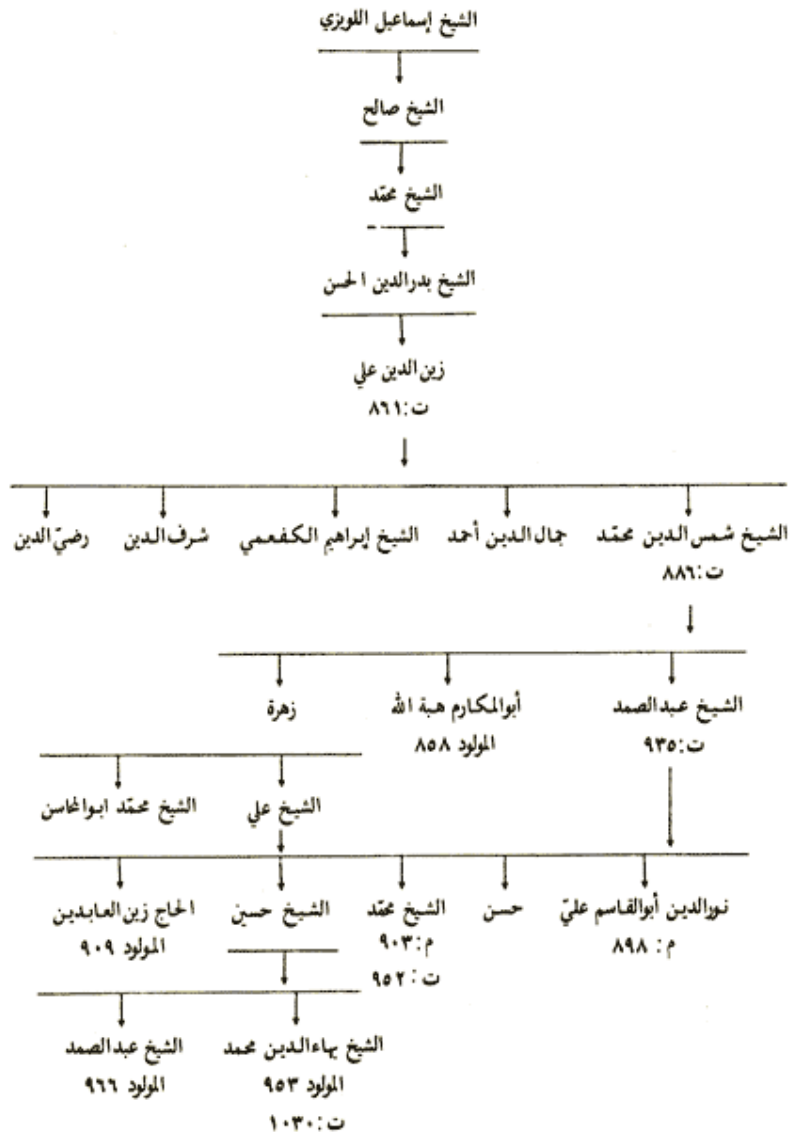 الشيخ إسماعيل اللويزي
الشيخ صالح
الشيخ محمّد
الشيخ بدرالدين الحسن
زين الدين علي
ت:٨٦١
الشيخ شمس الدين محمّد
ت:٨٨٦
جمال الدين أحمد
الشيخ إبراهيم الكفعمي
شرف الدين
رضيّ الدين
الشيخ عبدالصمد
ت:٩٣٥
أبوالمكارم هبة الله
المولود ٨٥٨
زهرة
الشيخ علي
الشيخ محمّد ابوالمحاسن
نورالدين أبوالقاسم عليّ
م: ٨٩٨
حسن
الشيخ محمّد
م:٩٠٣
ت:٩٥٢
الشيخ حسين
الحاج زين العابدين
المولود ٩٠٩
الشيخ بهاءالدين محمد
المولود ٩٥٣
ت:١٠٣٠
الشيخ عبدالصمد
المولود ٩٦٦